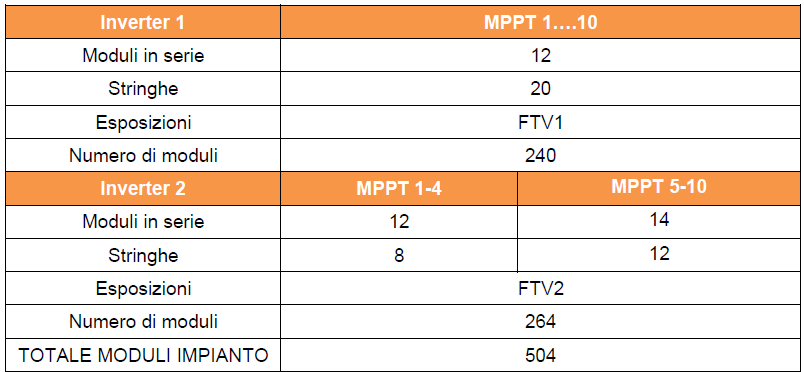 Inverter 1 MPPT 1….10
Moduli in serie 12
Stringhe 20
Esposizioni FTV1
Numero di moduli 240
Inverter 2 MPPT 1-4 MPPT 5-10
Moduli in serie 12 14
Stringhe 8 12
Esposizioni FTV2
Numero di moduli 264
TOTALE MODULI IMPIANTO 504